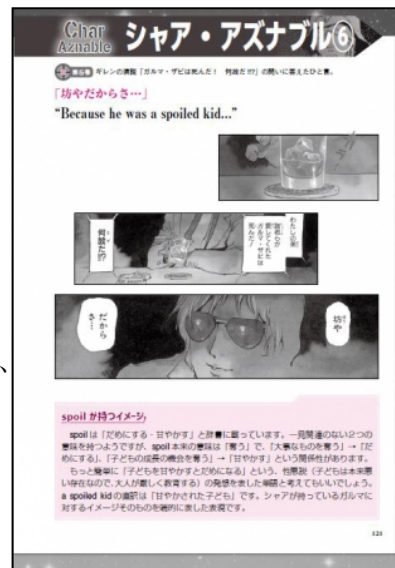 Char
Aznable
シャア・アズナブル⑥
ギレンの演説「ガルマ・ザビは死んだ! 何故だ!!?」の問いに答えたひと言。
「坊やだからさ…」
“Because he was a spoiled kid...”
わたしの弟
諸君らが
愛してくれた
ガルマ・ザビは
死んだ!
何故だ!!?
坊や
だから
さ…
、
spoil が持つイメージ
spoil は「だめにする・甘やかす」と辞書に載っています。一見関連のない2つの
意味を持つようですが、spoil 本来の意味は「奪う」で、「大事なものを奪う」→「だ
めにする」、「子どもの成長の機会を奪う」→「甘やかす」という関係性があります。
もっと簡単に「子どもを甘やかすとだめになる」という、性悪説（子どもは本来悪
い存在なので、大人が厳しく教育する）の発想を表した単語と考えてもいいでしょう。
a spoiled kid の直訳は「甘やかされた子ども」です。シャアが持っているガルマに
対するイメージそのものを端的に表した表現です。